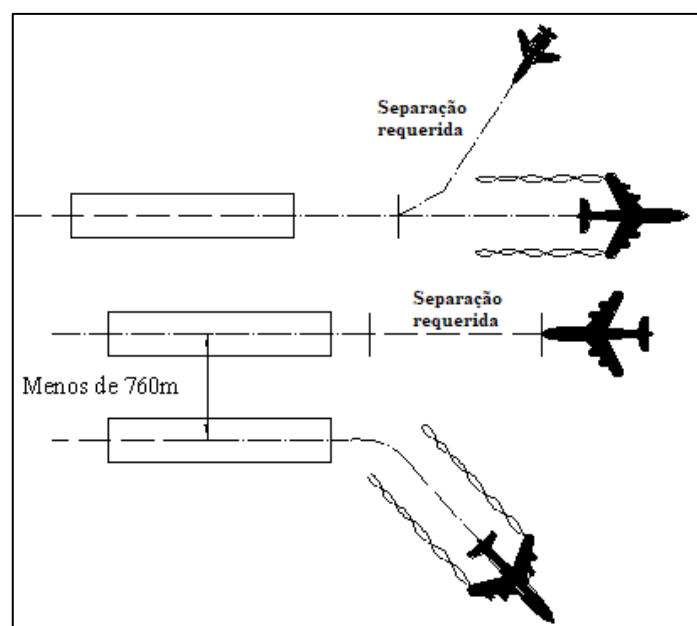 Separação
requerida
Separação
requerida
Menos de 760m